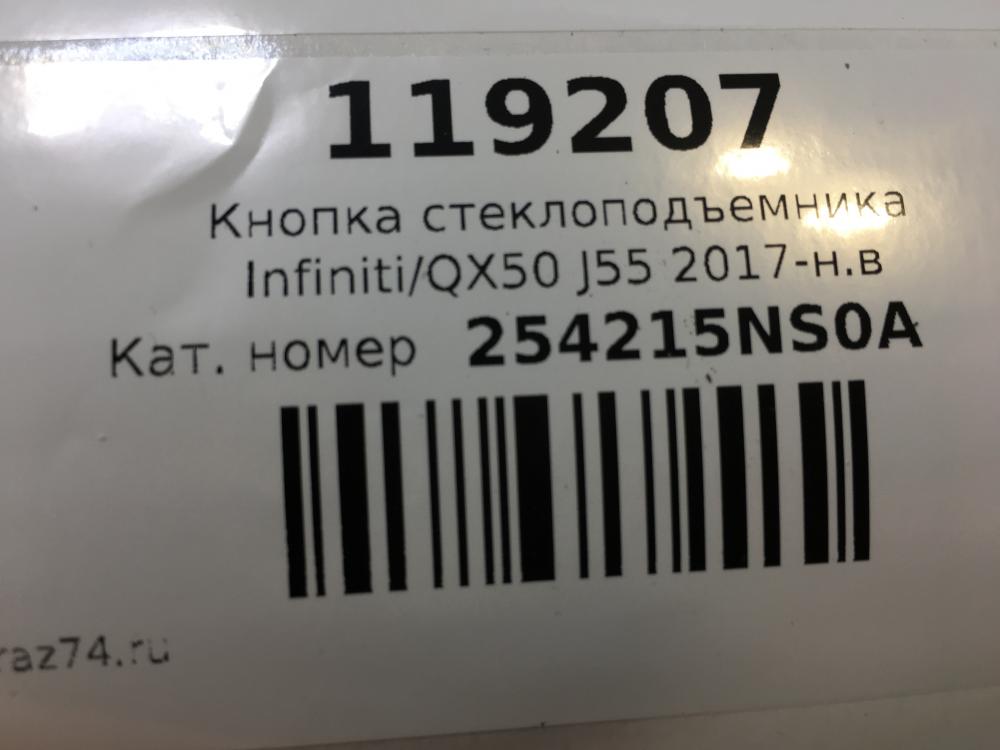 119207
Кнопка стеклоподъемника
Infiniti/QX50 J55 2017-н.в
Кат. номер 254215NS0A
raz74.ru